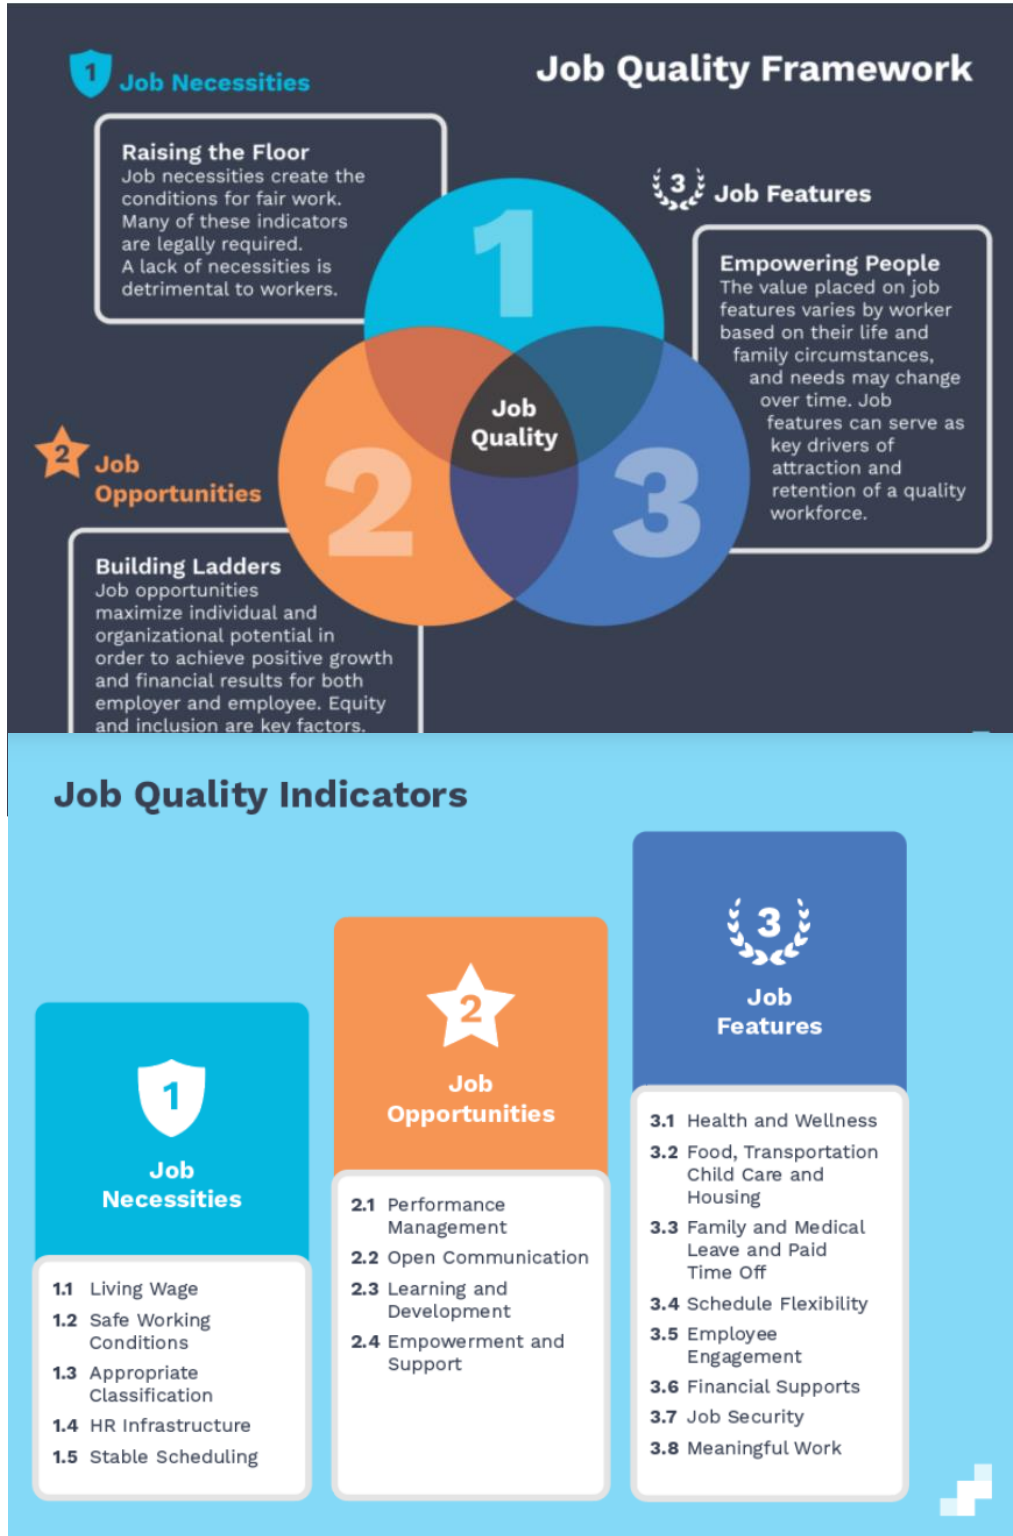 Job Quality Framework
1
Job Necessities
Raising the Floor
Job necessities create the
conditions for fair work.
Many of these indicators
are legally required.
A lack of necessities is
detrimental to workers.
3
Job Features
Empowering People
The value placed on job
features varies by worker
based on their life and
family circumstances,
and needs may change
over time. Job
features can serve as
key drivers of
attraction and
retention of a quality
workforce.
1
Job
Quality
2
3
2
Job
Opportunities
Building Ladders
Job opportunities
maximize individual and
organizational potential in
order to achieve positive growth
and financial results for both
employer and employee. Equity
and inclusion are key factors.
Job Quality Indicators
1
Job
Necessities
1.1 Living Wage
1.2 Safe Working
Conditions
1.3 Appropriate
Classification
1.4 HR Infrastructure
1.5 Stable Scheduling
2
Job
Opportunities
2.1 Performance
Management
2.2 Open Communication
2.3 Learning and
Development
2.4 Empowerment and
Support
3
Job
Features
3.1 Health and Wellness
3.2 Food, Transportation
Child Care and
Housing
3.3 Family and Medical
Leave and Paid
Time Off
3.4 Schedule Flexibility
3.5 Employee
Engagement
3.6 Financial Supports
3.7 Job Security
3.8 Meaningful Work